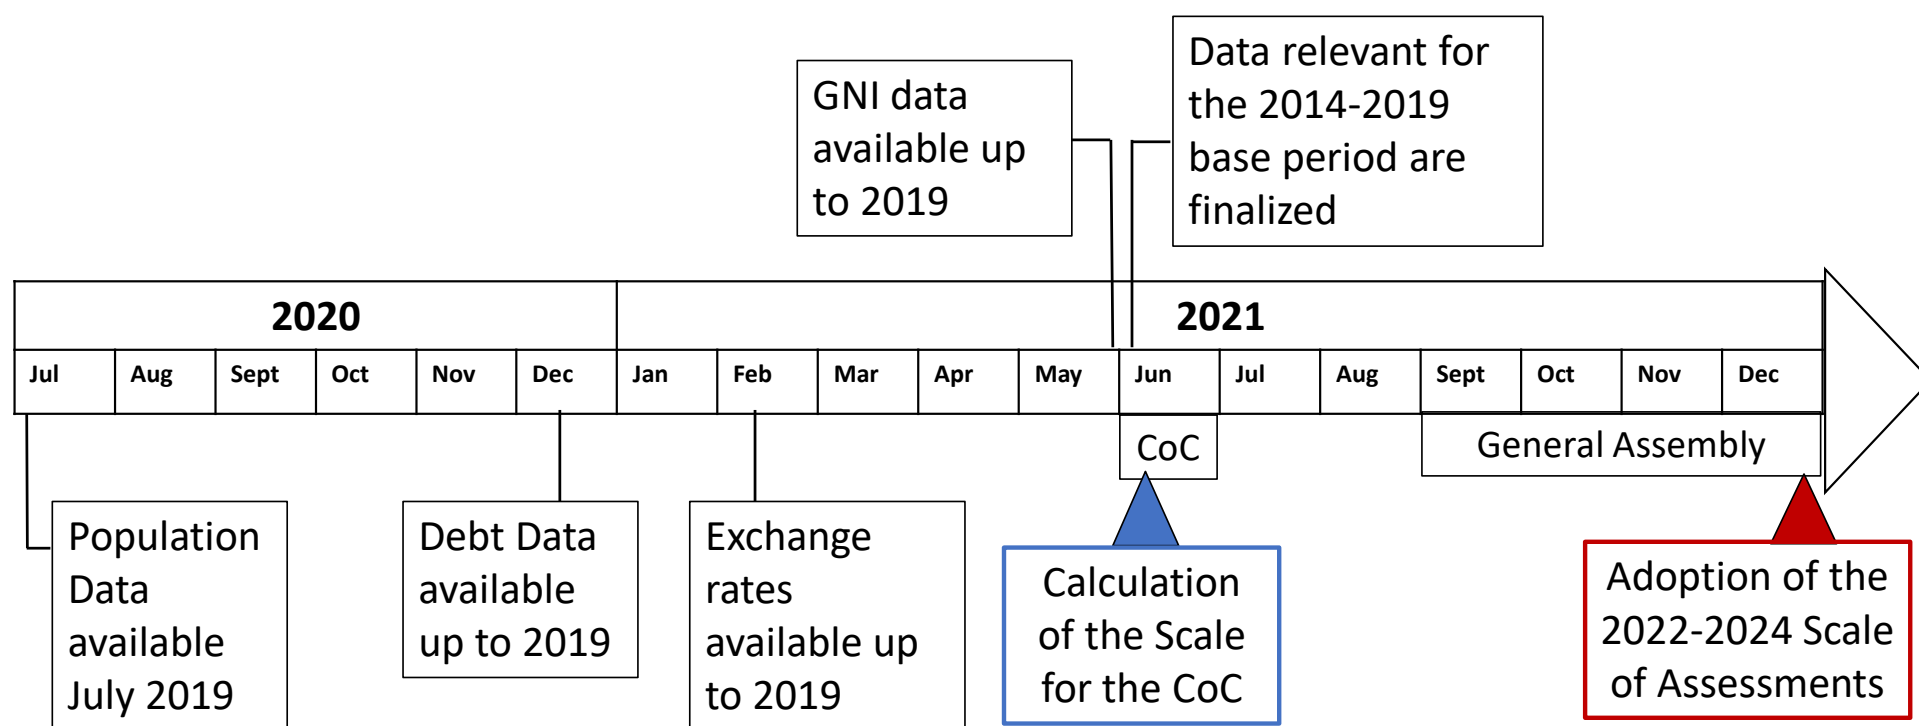 GNI data
available up
to 2019
Data relevant for
the 2014-2019
base period are
finalized
2020
2021
Jul
Aug
Sept
Oct
Nov
Dec
Jan
Feb
Mar
Apr
May
Jun
Jul
Aug
Sept
Oct
Nov
Dec
CoC
General Assembly
Population
Data
available
July 2019
Debt Data
available
up to 2019
Exchange
rates
available up
to 2019
Calculation
of the Scale
for the CoC
Adoption of the
2022-2024 Scale
of Assessments